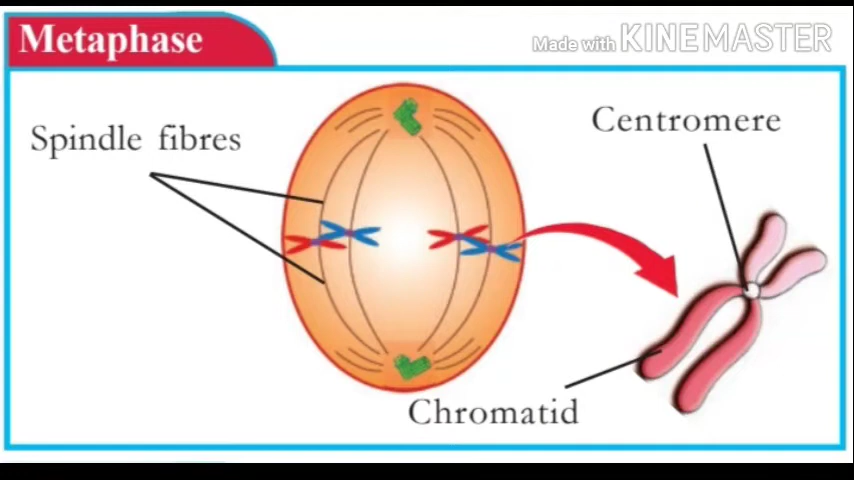 Metaphase
Made with KINEMASTER
Spindle fibres
Centromere
Chromatid